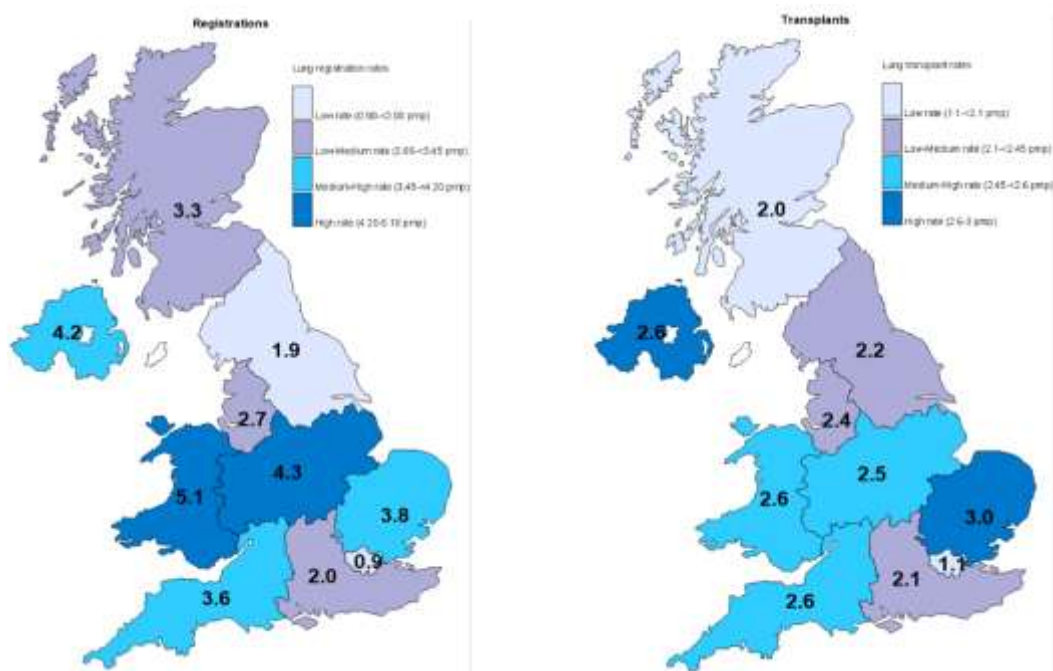 Registrations
Lung registration rates
Low rate (0.90-<2.00 pmp)
Low-Medium rate (2.00-<3.45 pmp)
Medium-High rate (3.45-<4.20 pmp)
High rate (4.20-5.10 pmp)
3.3
4.2
1.9
2.7
4.3
5.1
3.8
0.9
2.0
3.6
Transplants
Lung transplant rates
Low rate (1.1-<2.1 pmp)
Low-Medium rate (2.1-<2.45 pmp)
Medium-High rate (2.45-<2.6 pmp)
High rate (2.6-3 pmp)
2.0
2.6
2.2
2.4
2.5
2.6
3.0
1.1
2.1
2.6